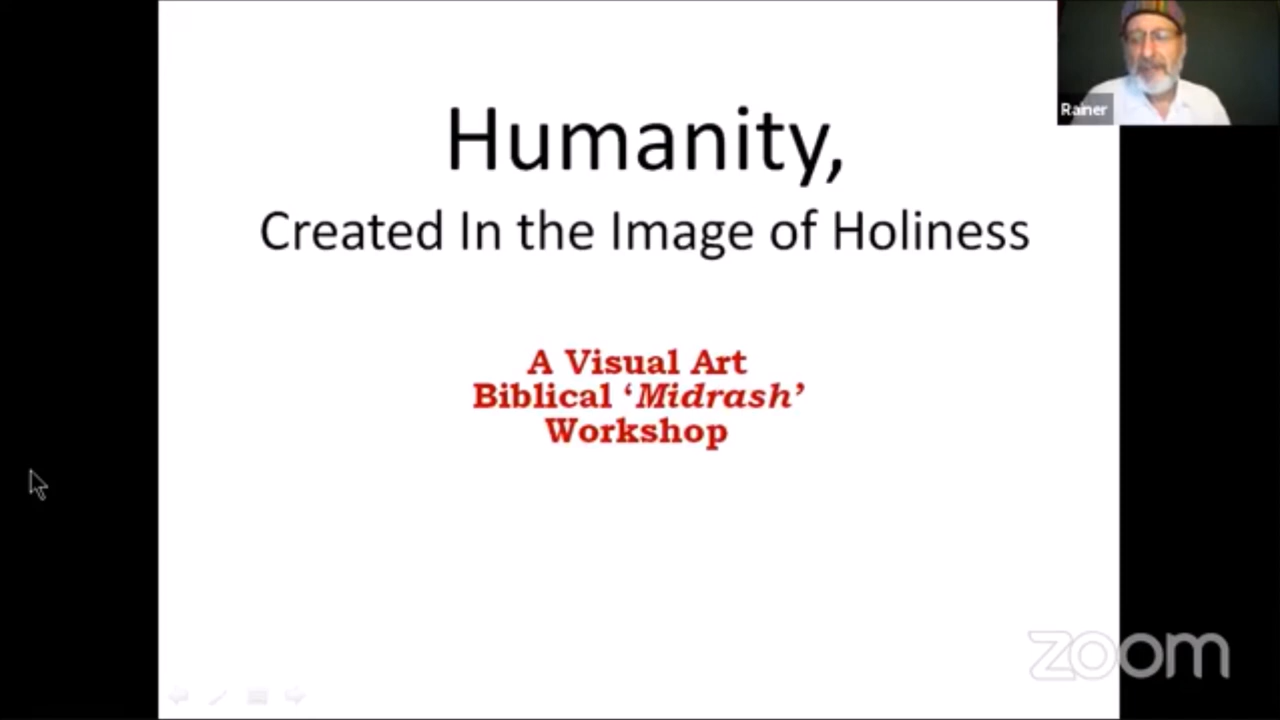 Humanity,
Created In the Image of Holiness
A Visual Art
Biblical ‘Midrash’
Workshop
Rainer
zoom